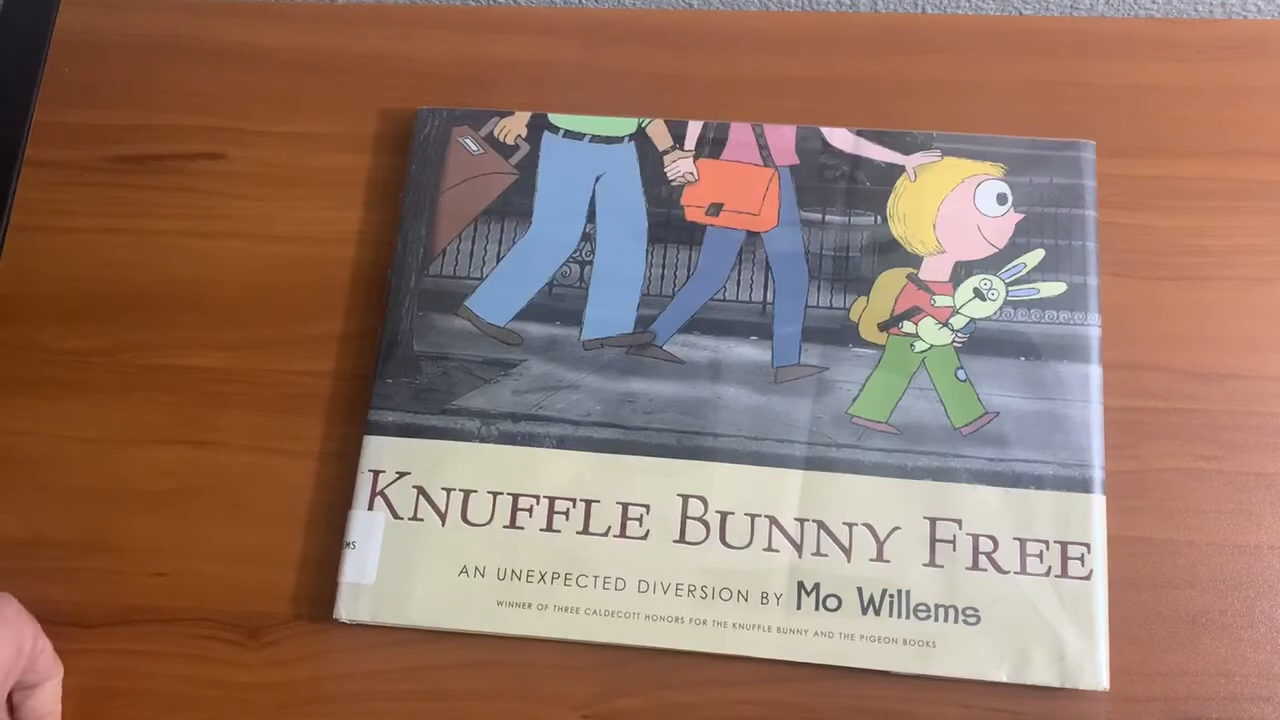 KNUFFLE BUNNY FREE
AN UNEXPECTED DIVERSION BY Mo Willems
WINNER OF THREE CALDECOTT HONORS FOR THE KNUFFLE BUNNY AND THE PIGEON BOOKS